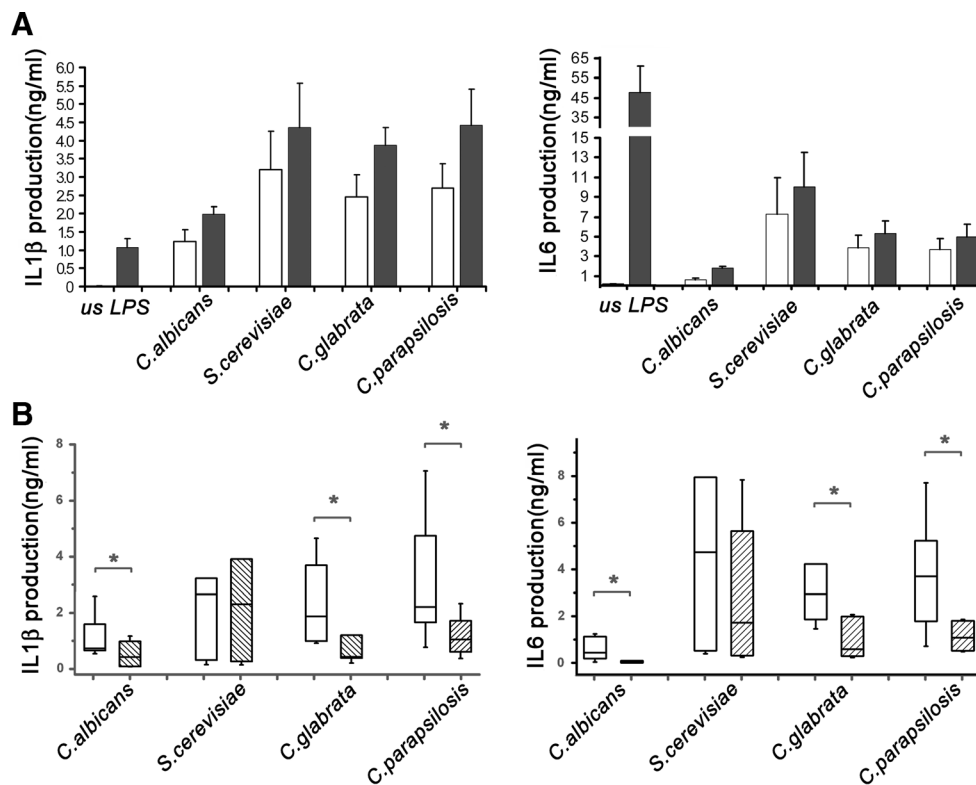 A
IL1β production(ng/ml)
6.0
5.5
5.0
4.5
4.0
3.5
3.0
2.5
2.0
1.5
1.0
0.5
0
us LPS
C.albicans
S.cerevisiae
C.glabrata
C.parapsilosis
IL6 production(ng/ml)
65
55
45
35
15
13
11
9
7
5
3
1
us LPS
C.albicans
S.cerevisiae
C.glabrata
C.parapsilosis
B
IL1β production(ng/ml)
8
6
4
2
0
*
*
*
C.albicans
S.cerevisiae
C.glabrata
C.parapsilosis
IL6 production(ng/ml)
8
6
4
2
0
*
*
*
C.albicans
S.cerevisiae
C.glabrata
C.parapsilosis